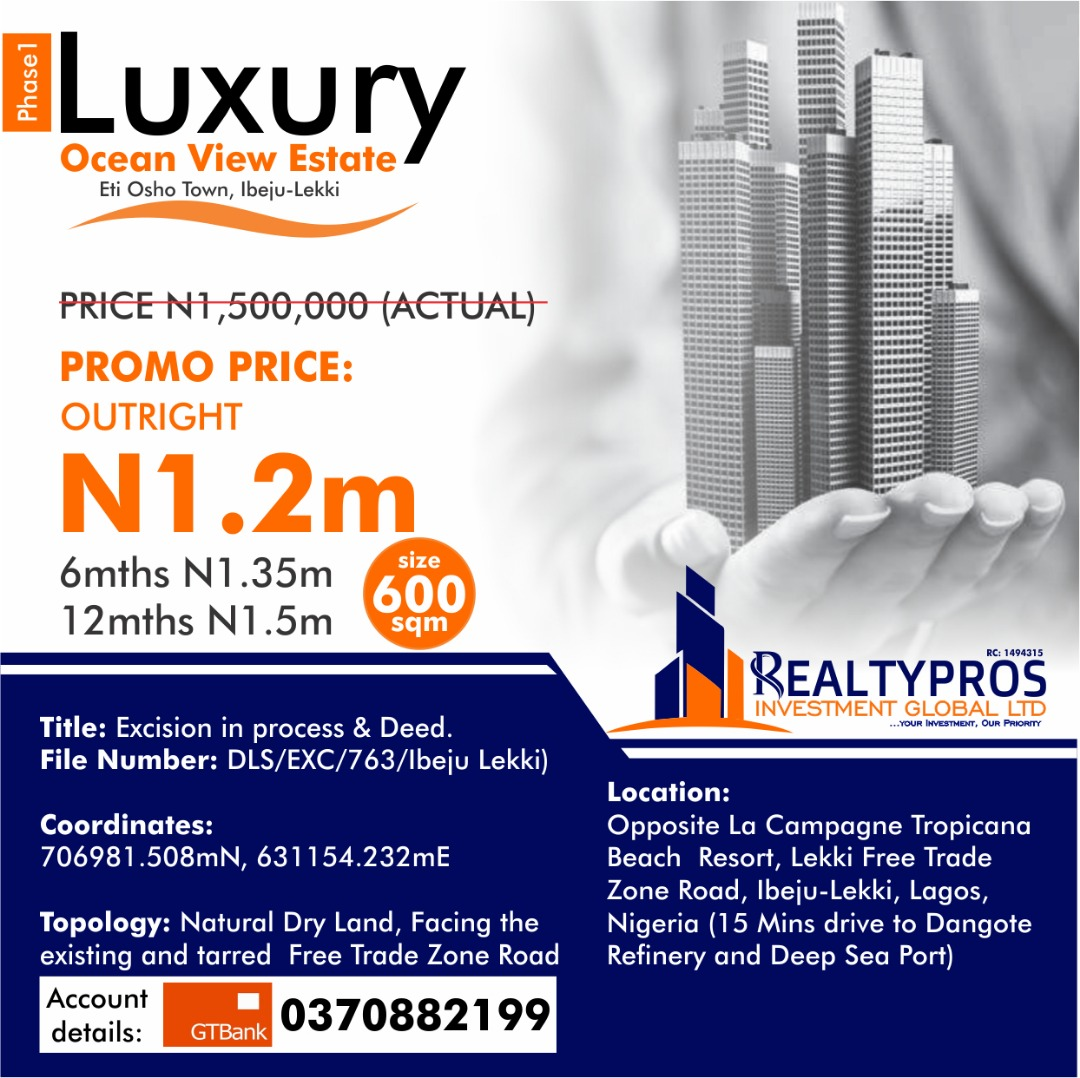 Phase1
Luxury
Ocean View Estate
Eti Osho Town, Ibeju-Lekki
PRICE N1,500,000 (ACTUAL)
PROMO PRICE:
OUTRIGHT
N1.2m
6mths N1.35m
12mths N1.5m
size
600
sqm
RC: 1494315
REALTYPROS
INVESTMENT GLOBAL LTD
...YOUR INVESTMENT, OUR PRIORITY
Title: Excision in process & Deed.
File Number: DLS/EXC/763/Ibeju Lekki)
Coordinates:
706981.508mN, 631154.232mE
Topology: Natural Dry Land, Facing the
existing and tarred Free Trade Zone Road
Account
details:
GTBank
0370882199
Location:
Opposite La Campagne Tropicana
Beach Resort, Lekki Free Trade
Zone Road, Ibeju-Lekki, Lagos,
Nigeria (15 Mins drive to Dangote
Refinery and Deep Sea Port)